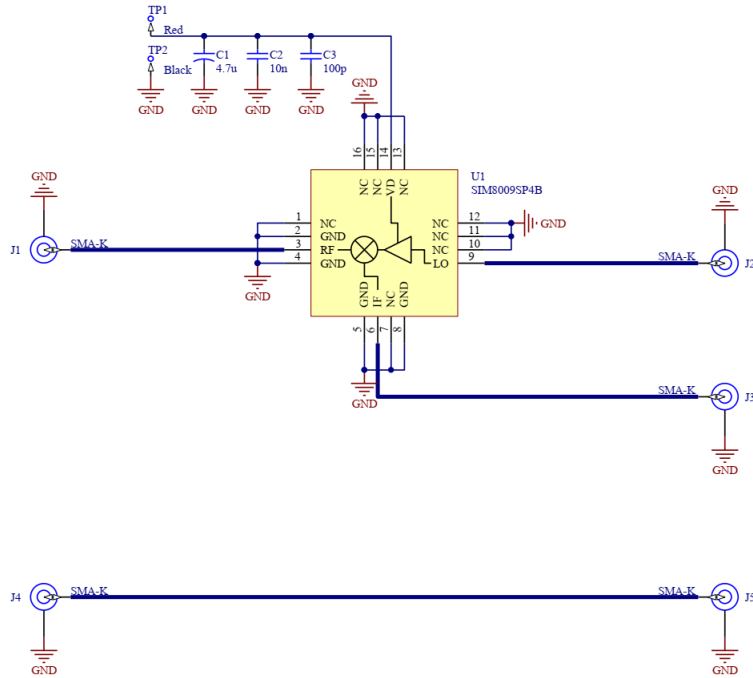 TP1
Red
TP2
Black
GND
C1
4.7u
GND
C2
10n
GND
C3
100p
GND
GND
16
15
14
13
NC
NC
VD
NC
U1
SIM8009SP4B
GND
J1
SMA-K
1
2
3
4
NC
GND
RF
GND
GND
NC
NC
NC
LO
12
11
10
9
GND
GND
SMA-K
J2
GND
IF
NC
GND
5
6
7
8
GND
SMA-K
J3
GND
J4
SMA-K
GND
SMA-K
J5
GND